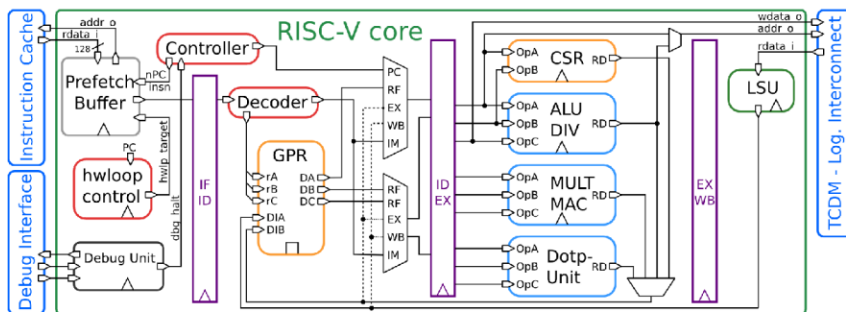 RISC-V core
Instruction Cache
addr_o
rdata_i
128
Prefetch
Buffer
nPC
insn
Controller
Decoder
PC
hwloop
control
hwlp_target
dbg_halt
Debug Interface
Debug Unit
IF
ID
GPR
rA
rB
rC
DIA
DIB
DA
DB
DC
PC
RF
EX
WB
IM
RF
RF
EX
WB
IM
ID
EX
OpA
OpB
CSR
RD
OpA
OpB
OpC
ALU
DIV
RD
OpA
OpB
OpC
MULT
MAC
RD
OpA
OpB
OpC
Dotp-
Unit
RD
EX
WB
wdata_o
addr_o
rdata_i
LSU
TCDM - Log. Interconnect